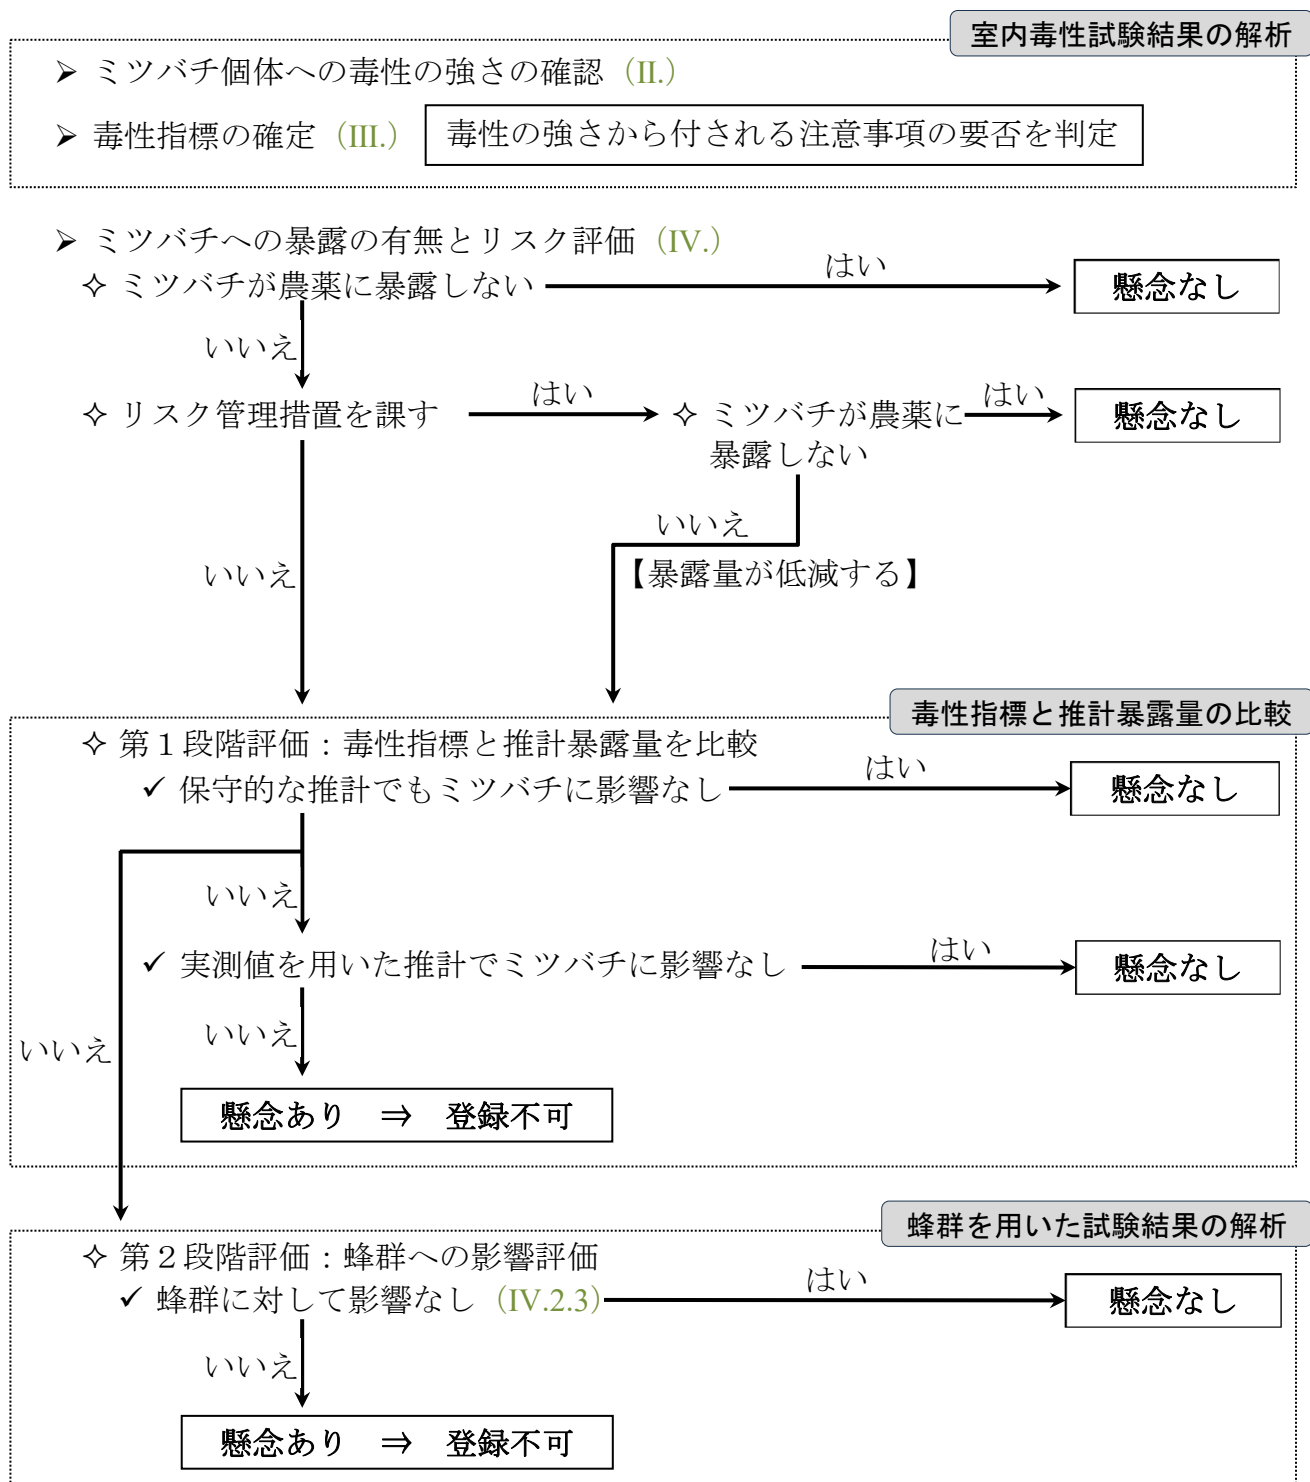 室内毒性試験結果の解析
➢ ミツバチ個体への毒性の強さの確認（II.）
➢ 毒性指標の確定（III.） 毒性の強さから付される注意事項の要否を判定
➢ ミツバチへの暴露の有無とリスク評価（IV.）
✧ ミツバチが農薬に暴露しない はい 懸念なし
いいえ
✧ リスク管理措置を課す はい ✧ ミツバチが農薬に はい 懸念なし
暴露しない
いいえ
いいえ 【暴露量が低減する】
毒性指標と推計暴露量の比較
✧ 第１段階評価：毒性指標と推計暴露量を比較
✓ 保守的な推計でもミツバチに影響なし はい 懸念なし
いいえ
✓ 実測値を用いた推計でミツバチに影響なし はい 懸念なし
いいえ
いいえ
懸念あり ⇒ 登録不可
蜂群を用いた試験結果の解析
✧ 第２段階評価：蜂群への影響評価
✓ 蜂群に対して影響なし（IV.2.3） はい 懸念なし
いいえ
懸念あり ⇒ 登録不可